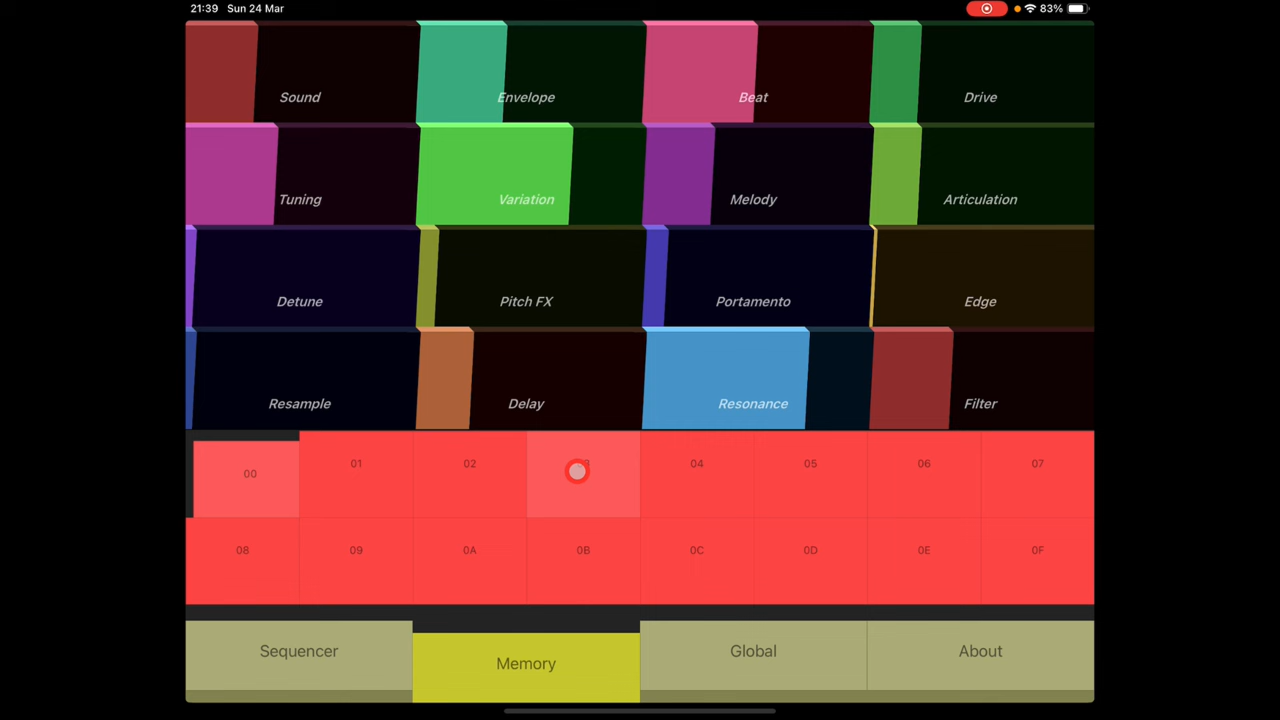 21:39 Sun 24 Mar 83%
Sound Envelope Beat Drive
Tuning Variation Melody Articulation
Detune Pitch FX Portamento Edge
Resample Delay Resonance Filter
00 01 02 04 05 06 07
08 09 0A 0B 0C 0D 0E 0F
Sequencer Memory Global About